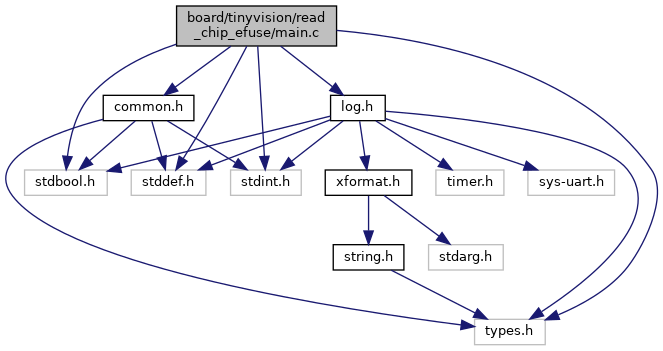 board/tinyvision/read
_chip_efuse/main.c
common.h
log.h
stdbool.h
stddef.h
stdint.h
xformat.h
timer.h
sys-uart.h
string.h
stdarg.h
types.h